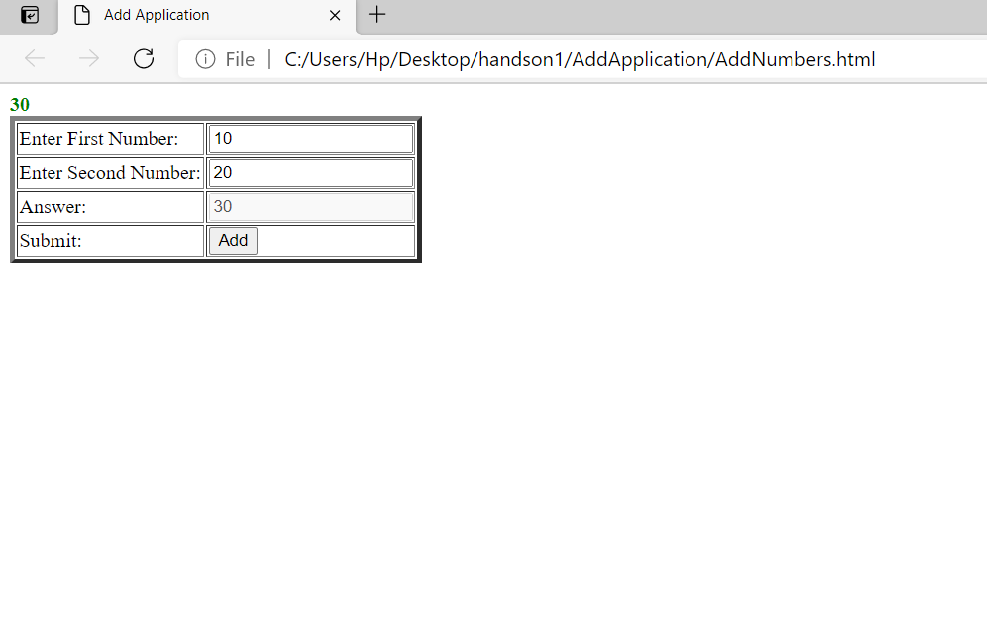 Add Application
File | C:/Users/Hp/Desktop/handson1/AddApplication/AddNumbers.html
30
Enter First Number: 10
Enter Second Number: 20
Answer: 30
Submit: Add